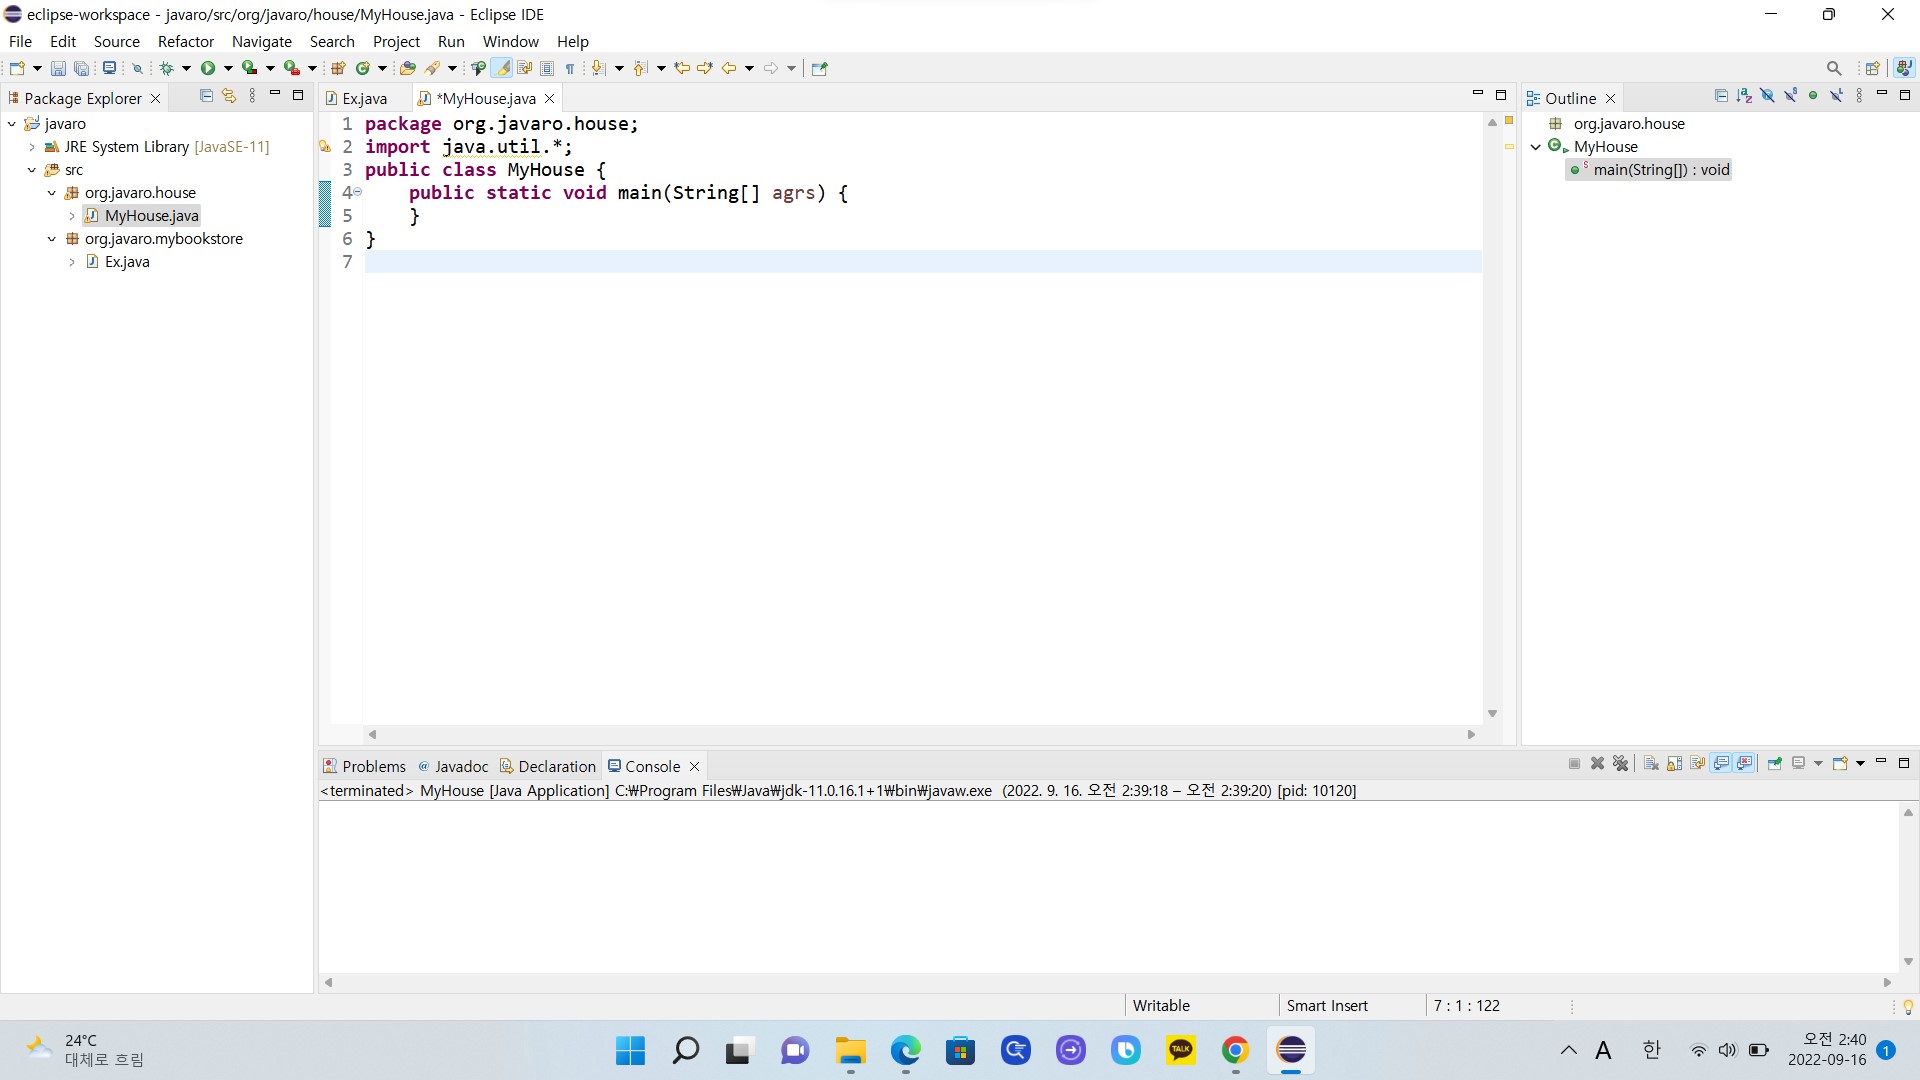 eclipse-workspace - javaro/src/org/javaro/house/MyHouse.java - Eclipse IDE
File Edit Source Refactor Navigate Search Project Run Window Help
Package Explorer
javaro
JRE System Library [JavaSE-11]
src
org.javaro.house
MyHouse.java
org.javaro.mybookstore
Ex.java
Ex.java *MyHouse.java
1 package org.javaro.house;
2 import java.util.*;
3 public class MyHouse {
4 public static void main(String[] agrs) {
5 }
6 }
7
Outline
org.javaro.house
MyHouse
main(String[]) : void
Problems @ Javadoc Declaration Console
<terminated> MyHouse [Java Application] C:₩Program Files₩Java₩jdk-11.0.16.1+1₩bin₩javaw.exe (2022. 9. 16. 오전 2:39:18 – 오전 2:39:20) [pid: 10120]
Writable Smart Insert 7 : 1 : 122
24°C
대체로 흐림
TALK
A 한
오전 2:40
2022-09-16
1